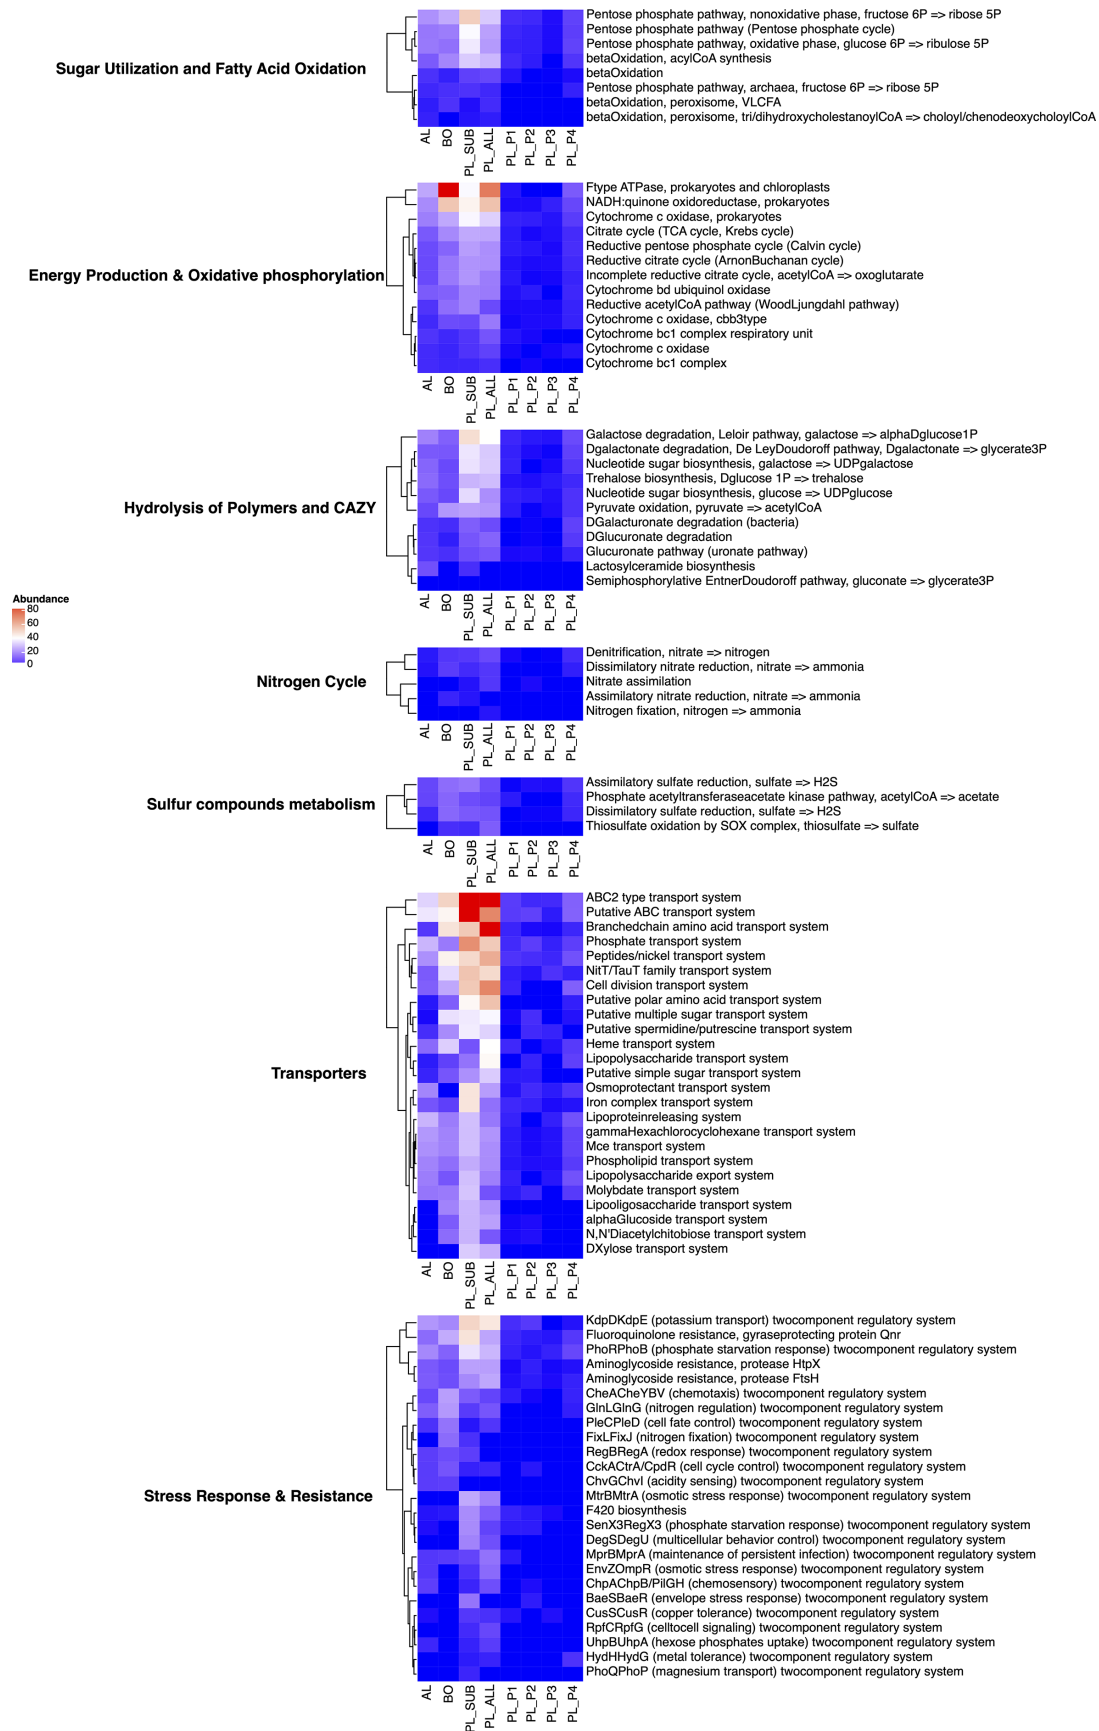 Pentose phosphate pathway, nonoxidative phase, fructose 6P => ribose 5P
Pentose phosphate pathway (Pentose phosphate cycle)
Pentose phosphate pathway, oxidative phase, glucose 6P => ribulose 5P
betaOxidation, acylCoA synthesis
Sugar Utilization and Fatty Acid Oxidation
betaOxidation
Pentose phosphate pathway, archaea, fructose 6P => ribose 5P
betaOxidation, peroxisome, VLCFA
betaOxidation, peroxisome, tri/dihydroxycholestanoylCoA => choloyl/chenodeoxycholoylCoA
AL BO PL_SUB PL_ALL PL_P1 PL_P2 PL_P3 PL_P4
Ftype ATPase, prokaryotes and chloroplasts
NADH:quinone oxidoreductase, prokaryotes
Cytochrome c oxidase, prokaryotes
Citrate cycle (TCA cycle, Krebs cycle)
Reductive pentose phosphate cycle (Calvin cycle)
Reductive citrate cycle (ArnonBuchanan cycle)
Energy Production & Oxidative phosphorylation
Incomplete reductive citrate cycle, acetylCoA => oxoglutarate
Cytochrome bd ubiquinol oxidase
Reductive acetylCoA pathway (WoodLjungdahl pathway)
Cytochrome c oxidase, cbb3type
Cytochrome bc1 complex respiratory unit
Cytochrome c oxidase
Cytochrome bc1 complex
AL BO PL_SUB PL_ALL PL_P1 PL_P2 PL_P3 PL_P4
Galactose degradation, Leloir pathway, galactose => alphaDglucose1P
Dgalactonate degradation, De LeyDoudoroff pathway, Dgalactonate => glycerate3P
Nucleotide sugar biosynthesis, galactose => UDPgalactose
Trehalose biosynthesis, Dglucose 1P => trehalose
Nucleotide sugar biosynthesis, glucose => UDPglucose
Hydrolysis of Polymers and CAZY
Pyruvate oxidation, pyruvate => acetylCoA
DGalacturonate degradation (bacteria)
DGlucuronate degradation
Glucuronate pathway (uronate pathway)
Lactosylceramide biosynthesis
Semiphosphorylative EntnerDoudoroff pathway, gluconate => glycerate3P
AL BO PL_SUB PL_ALL PL_P1 PL_P2 PL_P3 PL_P4
Abundance
80
60
40
20
0
Denitrification, nitrate => nitrogen
Dissimilatory nitrate reduction, nitrate => ammonia
Nitrogen Cycle
Nitrate assimilation
Assimilatory nitrate reduction, nitrate => ammonia
Nitrogen fixation, nitrogen => ammonia
AL BO PL_SUB PL_ALL PL_P1 PL_P2 PL_P3 PL_P4
Assimilatory sulfate reduction, sulfate => H2S
Phosphate acetyltransferaseacetate kinase pathway, acetylCoA => acetate
Sulfur compounds metabolism
Dissimilatory sulfate reduction, sulfate => H2S
Thiosulfate oxidation by SOX complex, thiosulfate => sulfate
AL BO PL_SUB PL_ALL PL_P1 PL_P2 PL_P3 PL_P4
ABC2 type transport system
Putative ABC transport system
Branchedchain amino acid transport system
Phosphate transport system
Peptides/nickel transport system
NitT/TauT family transport system
Cell division transport system
Putative polar amino acid transport system
Putative multiple sugar transport system
Putative spermidine/putrescine transport system
Heme transport system
Lipopolysaccharide transport system
Transporters
Putative simple sugar transport system
Osmoprotectant transport system
Iron complex transport system
Lipoproteinreleasing system
gammaHexachlorocyclohexane transport system
Mce transport system
Phospholipid transport system
Lipopolysaccharide export system
Molybdate transport system
Lipooligosaccharide transport system
alphaGlucoside transport system
N,N'Diacetylchitobiose transport system
DXylose transport system
AL BO PL_SUB PL_ALL PL_P1 PL_P2 PL_P3 PL_P4
KdpDKdpE (potassium transport) twocomponent regulatory system
Fluoroquinolone resistance, gyraseprotecting protein Qnr
PhoRPhoB (phosphate starvation response) twocomponent regulatory system
Aminoglycoside resistance, protease HtpX
Aminoglycoside resistance, protease FtsH
CheACheYBV (chemotaxis) twocomponent regulatory system
GlnLGlnG (nitrogen regulation) twocomponent regulatory system
PleCPleD (cell fate control) twocomponent regulatory system
FixLFixJ (nitrogen fixation) twocomponent regulatory system
RegBRegA (redox response) twocomponent regulatory system
CckACtrA/CpdR (cell cycle control) twocomponent regulatory system
ChvGChvI (acidity sensing) twocomponent regulatory system
Stress Response & Resistance
MtrBMtrA (osmotic stress response) twocomponent regulatory system
F420 biosynthesis
SenX3RegX3 (phosphate starvation response) twocomponent regulatory system
DegSDegU (multicellular behavior control) twocomponent regulatory system
MprBMprA (maintenance of persistent infection) twocomponent regulatory system
EnvZOmpR (osmotic stress response) twocomponent regulatory system
ChpAChpB/PilGH (chemosensory) twocomponent regulatory system
BaeSBaeR (envelope stress response) twocomponent regulatory system
CusSCusR (copper tolerance) twocomponent regulatory system
RpfCRpfG (celltocell signaling) twocomponent regulatory system
UhpBUhpA (hexose phosphates uptake) twocomponent regulatory system
HydHHydG (metal tolerance) twocomponent regulatory system
PhoQPhoP (magnesium transport) twocomponent regulatory system
AL BO PL_SUB PL_ALL PL_P1 PL_P2 PL_P3 PL_P4